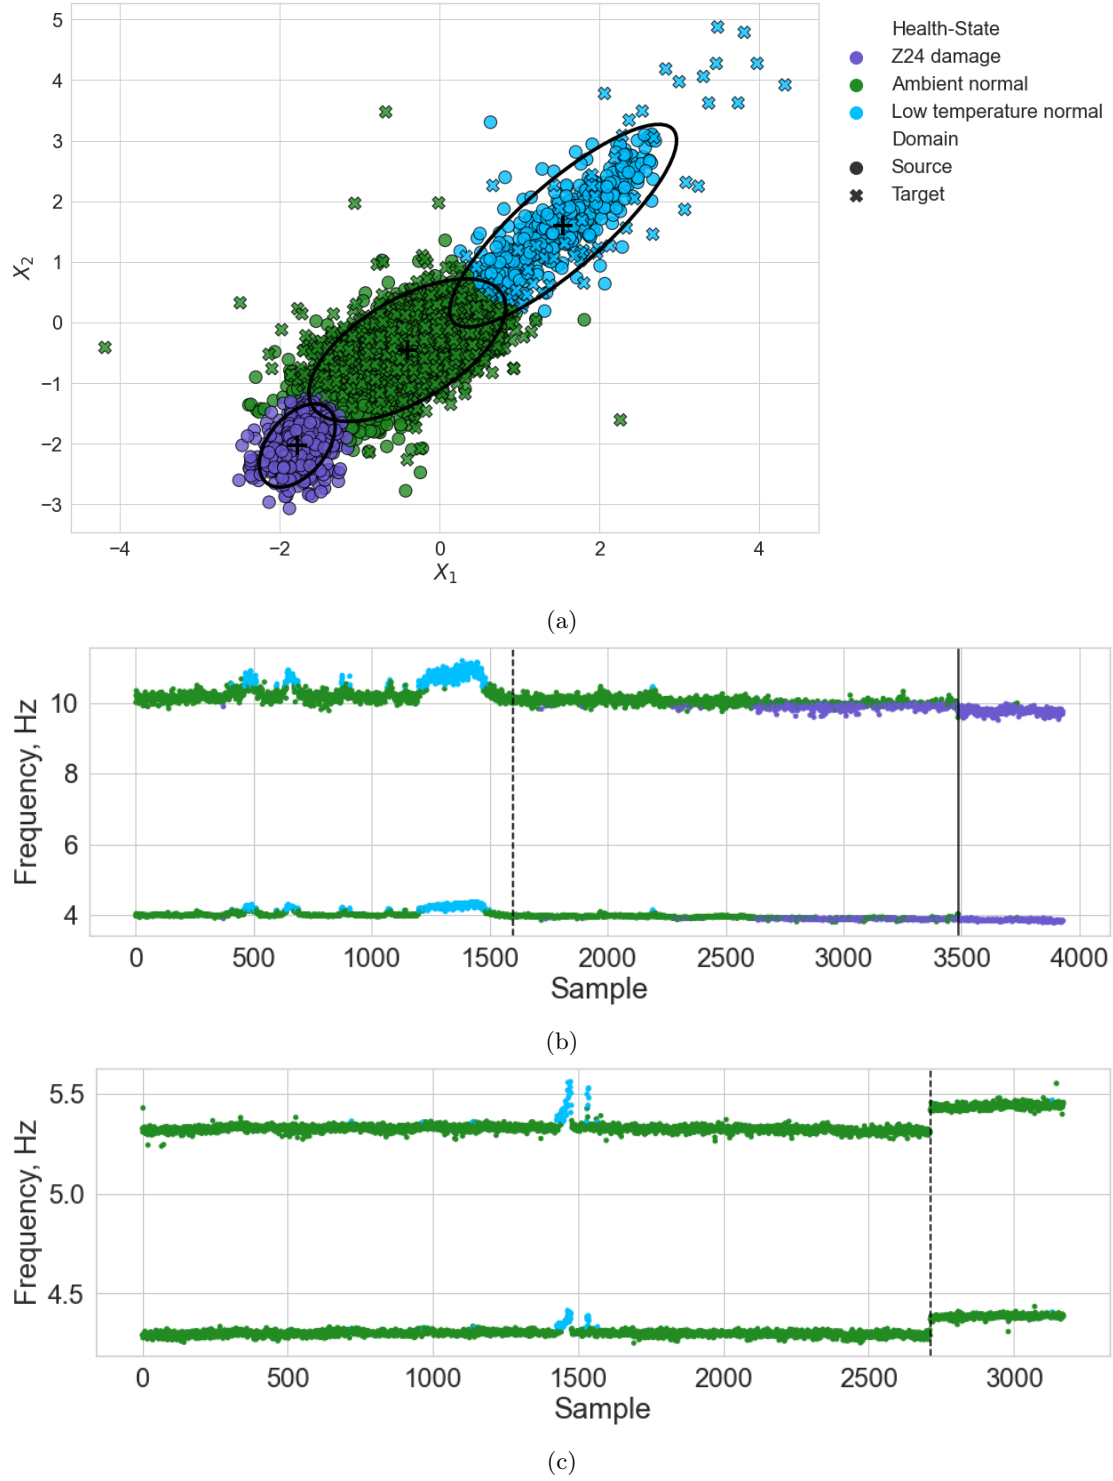 5
4
3
2
1
0
−1
−2
−3
X2
−4
−2
0
2
4
X1
Health-State
Z24 damage
Ambient normal
Low temperature normal
Domain
Source
Target
(a)
10
8
6
4
Frequency, Hz
0 500 1000 1500 2000 2500 3000 3500 4000
Sample
(b)
5.5
5.0
4.5
Frequency, Hz
0 500 1000 1500 2000 2500 3000
Sample
(c)